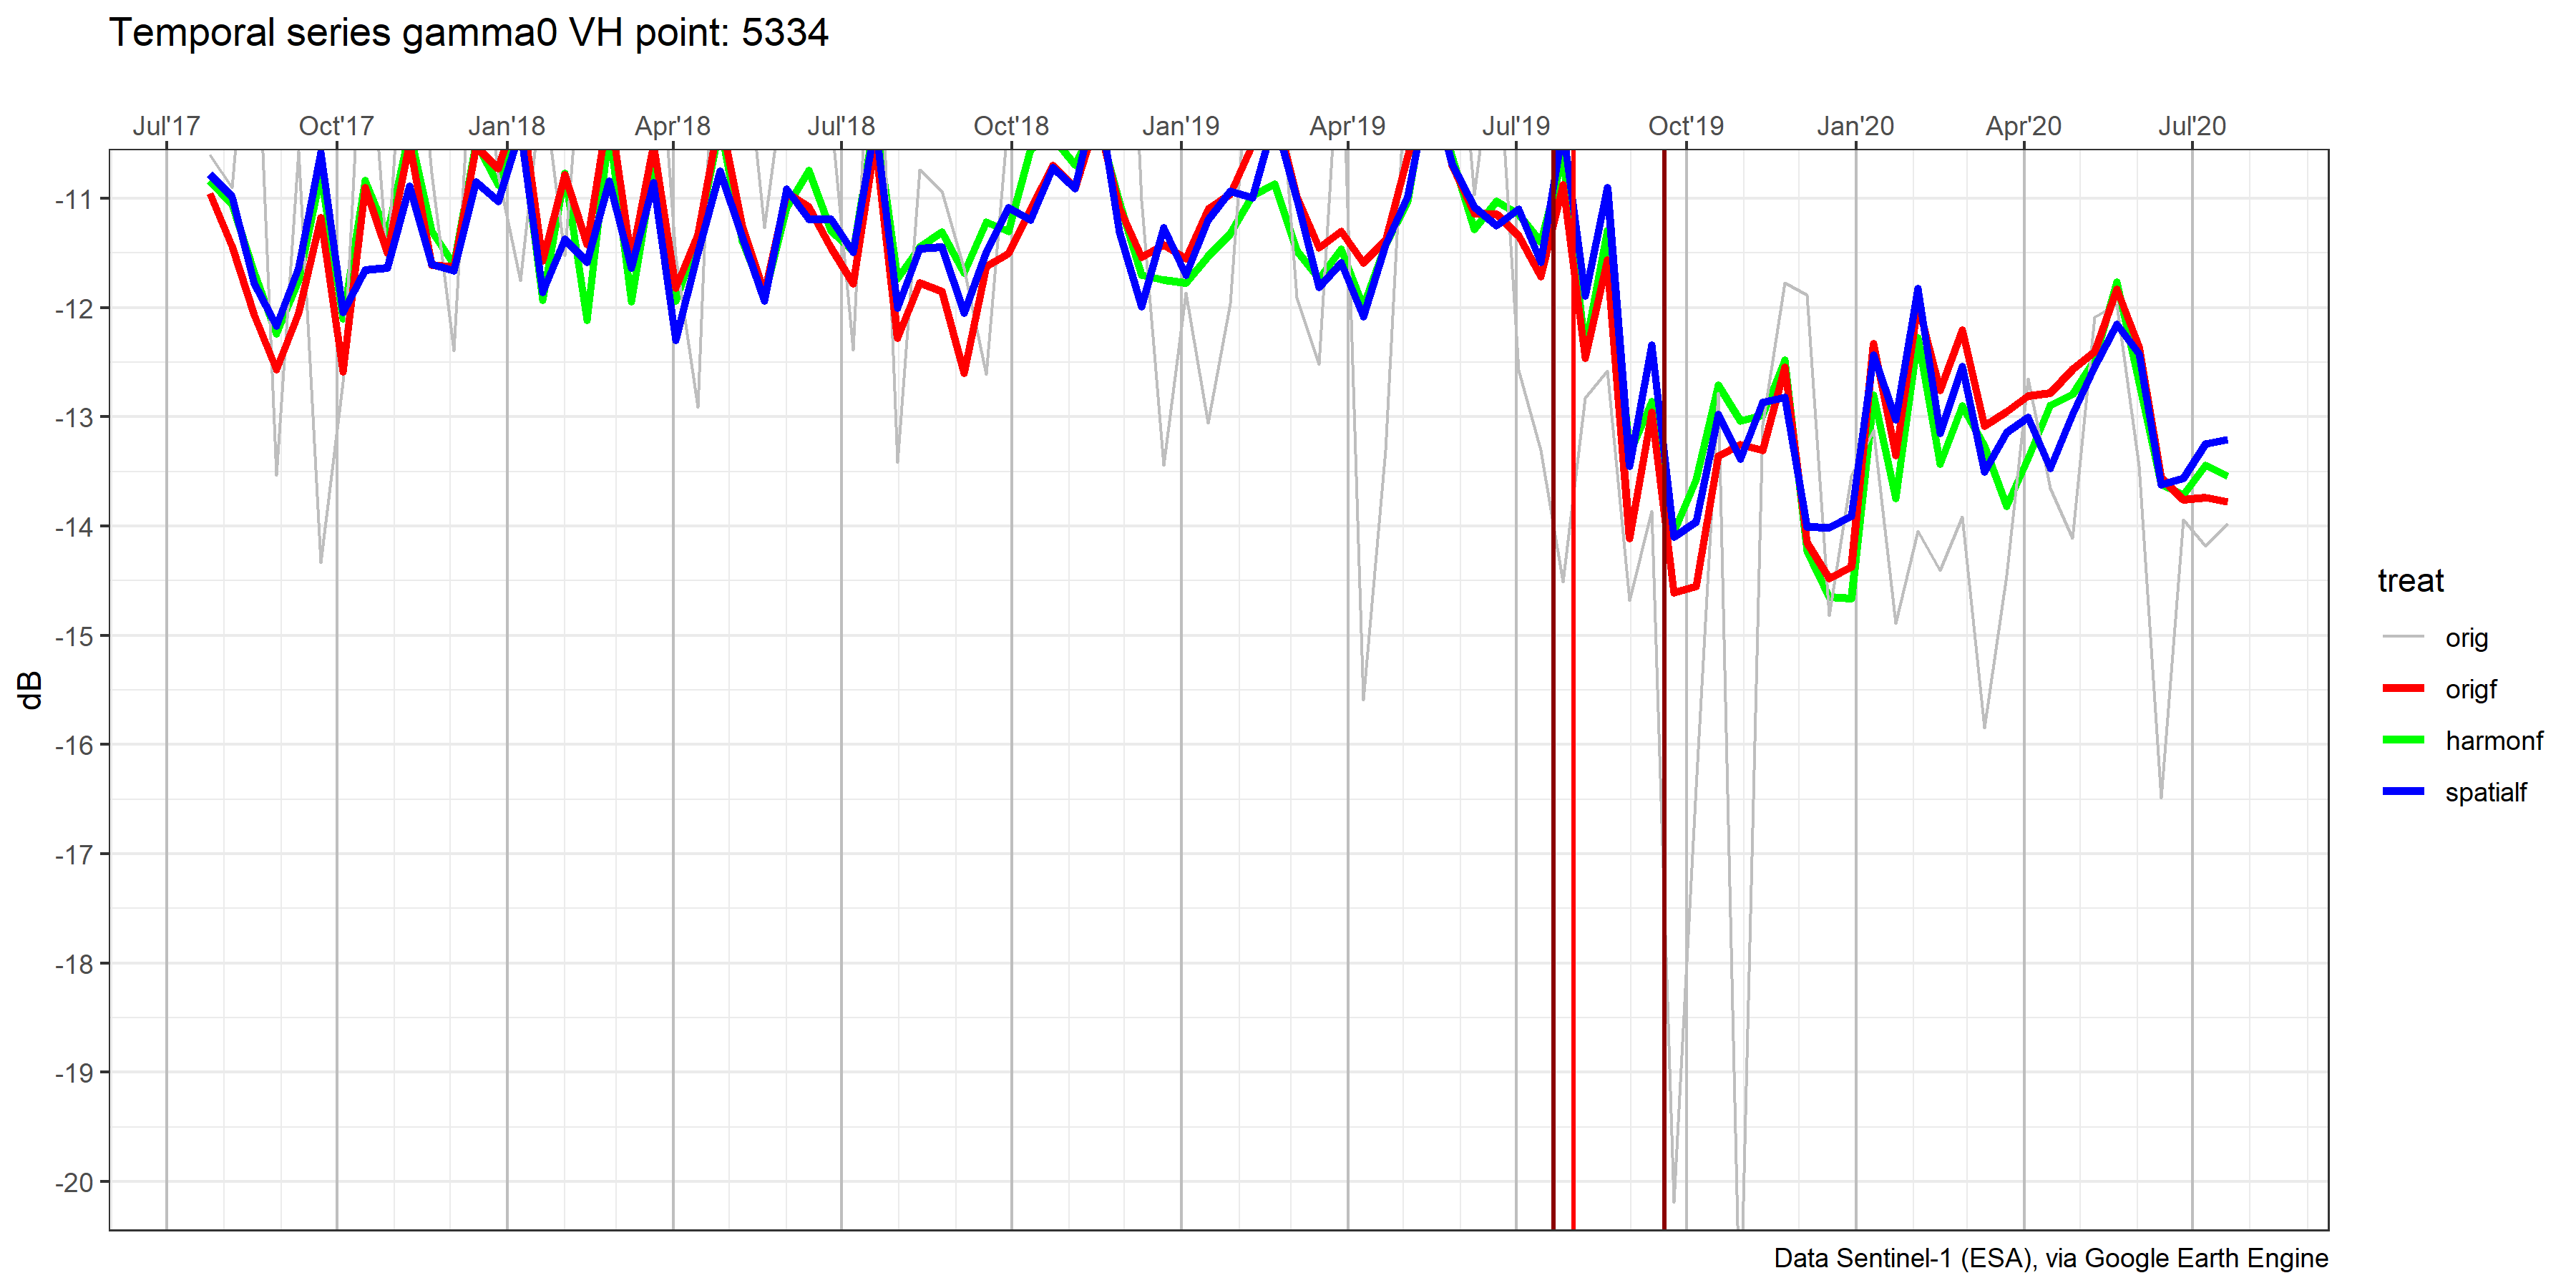 Temporal series gamma0 VH point: 5334
Jul'17 Oct'17 Jan'18 Apr'18 Jul'18 Oct'18 Jan'19 Apr'19 Jul'19 Oct'19 Jan'20 Apr'20 Jul'20
-11
-12
-13
-14
-15
-16
-17
-18
-19
-20
dB
treat
orig
origf
harmonf
spatialf
Data Sentinel-1 (ESA), via Google Earth Engine